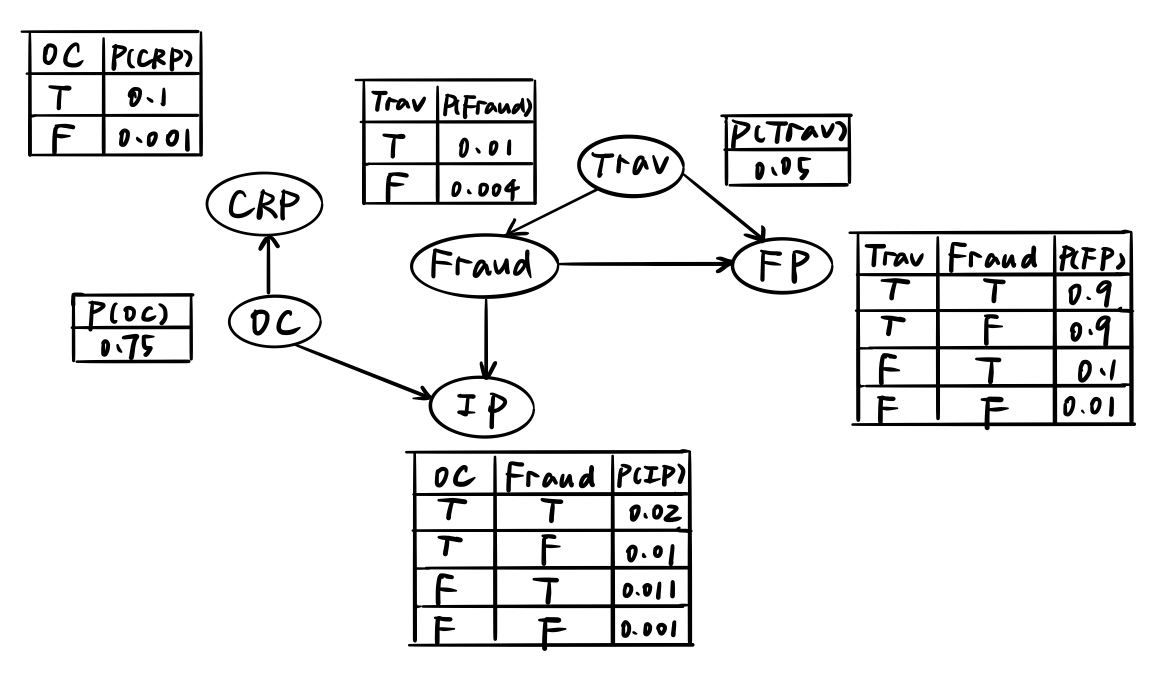 OC P(CRP)
T 0.1
F 0.001
Trav P(Fraud)
T 0.01
F 0.004
P(Trav)
0.05
Trav
CRP
Fraud
FP
Trav Fraud P(FP)
T T 0.9
T F 0.9
F T 0.1
F F 0.01
P(OC)
0.75
OC
IP
OC Fraud P(IP)
T T 0.02
T F 0.01
F T 0.011
F F 0.001